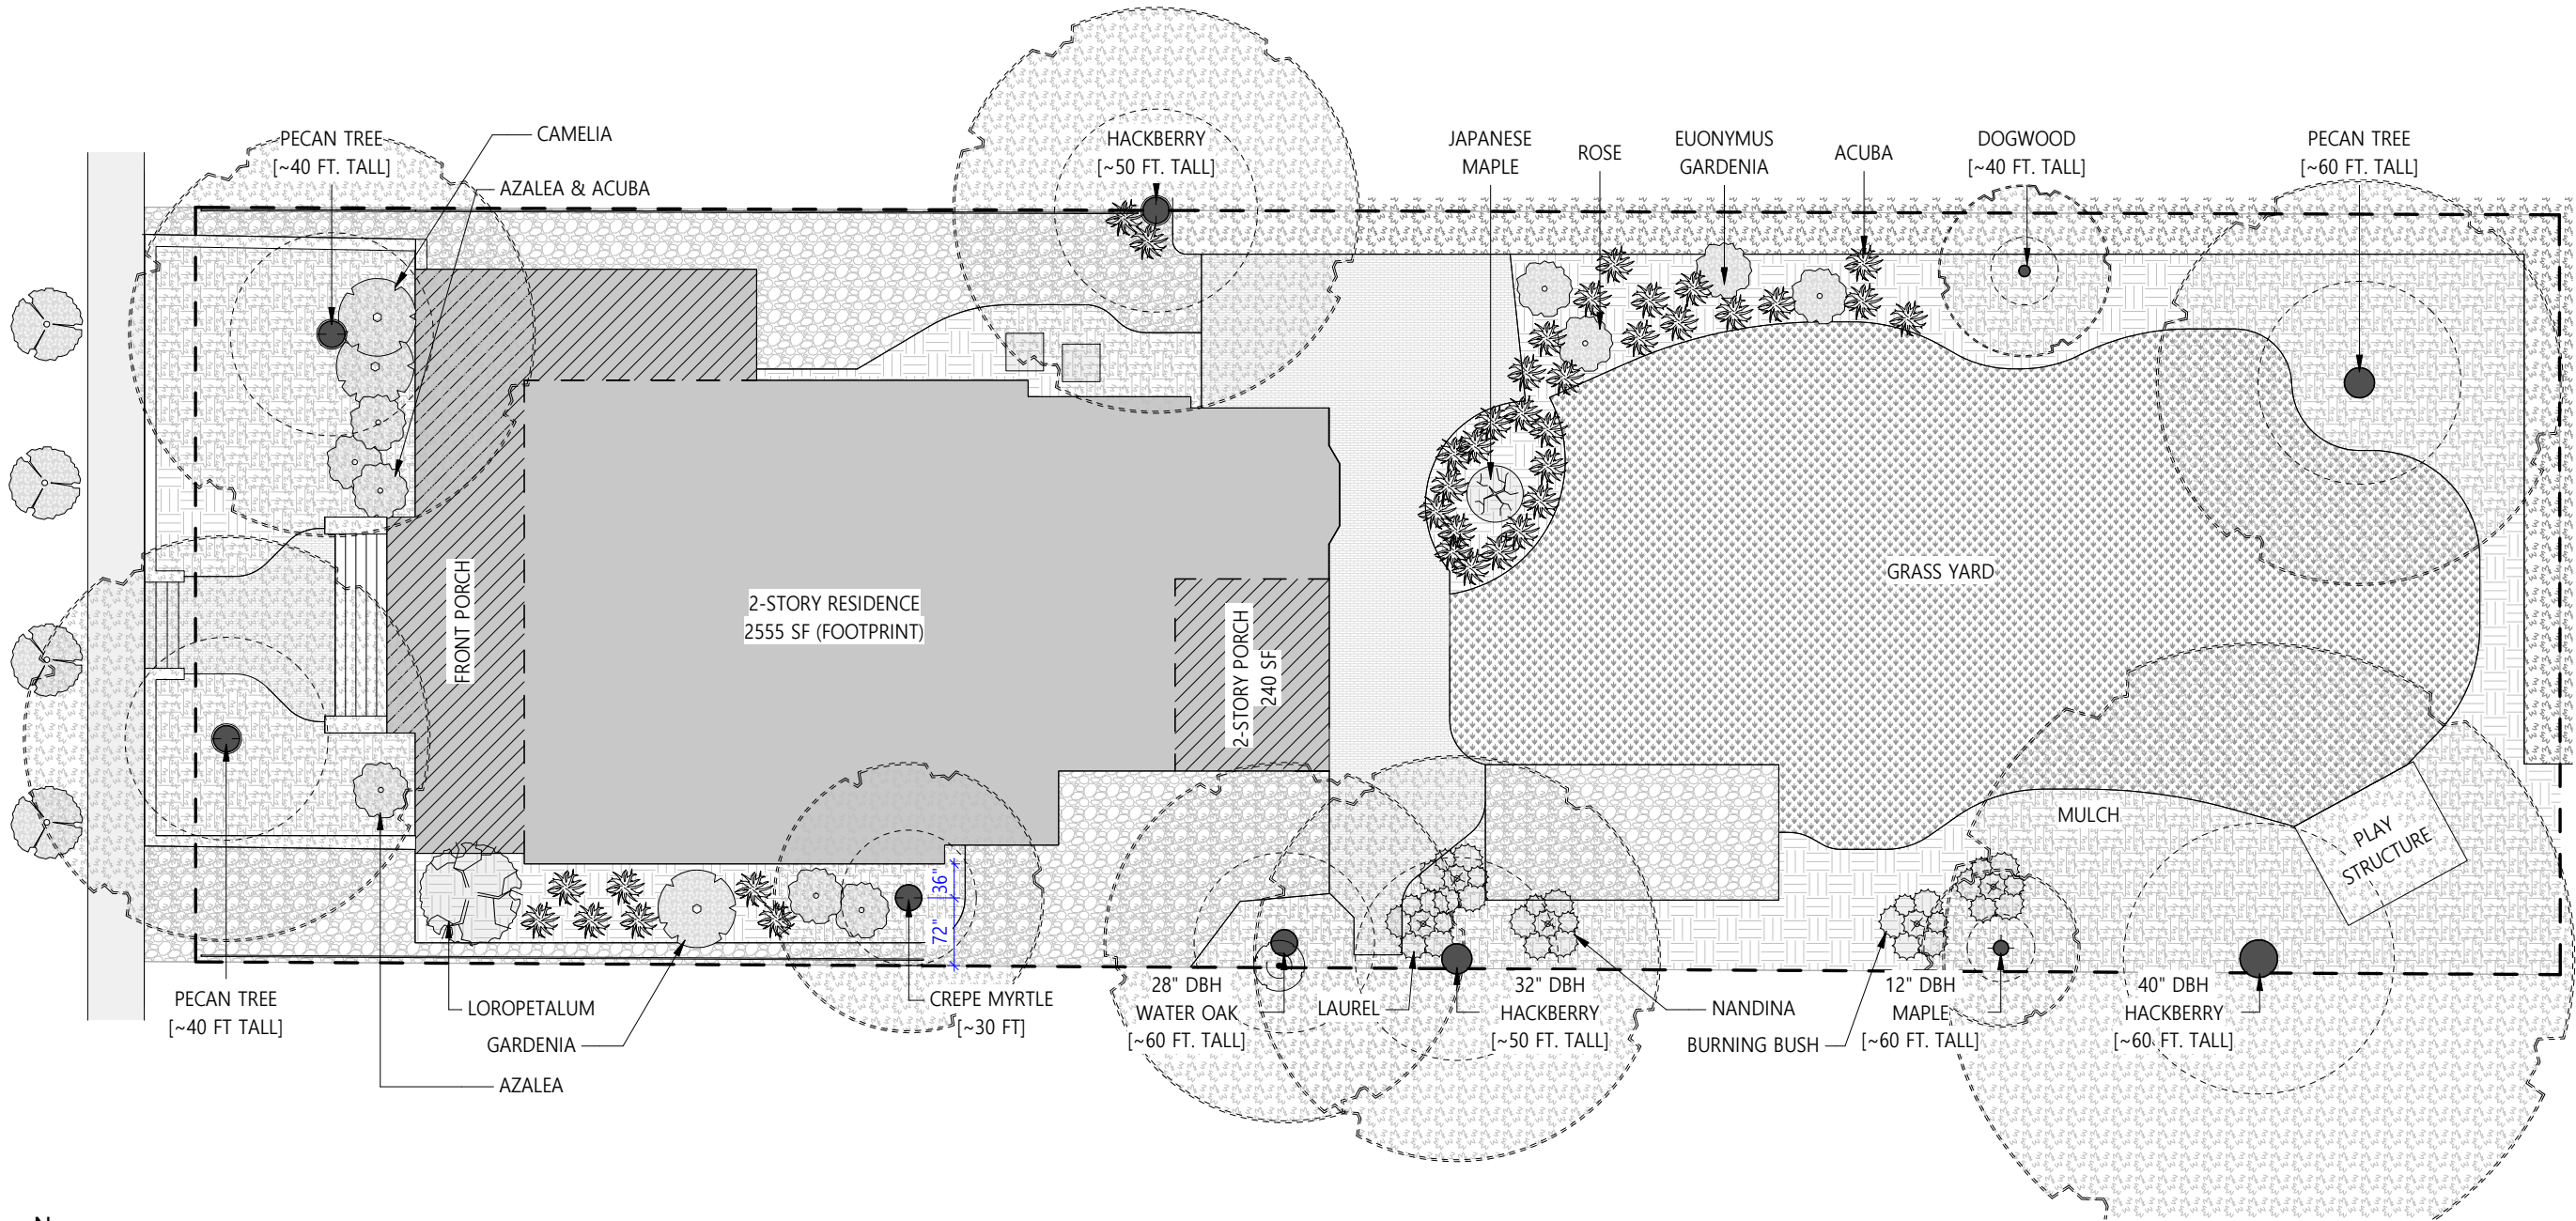 PECAN TREE
[~40 FT. TALL]
CAMELIA
AZALEA & ACUBA
HACKBERRY
[~50 FT. TALL]
JAPANESE
MAPLE
ROSE
EUONYMUS
GARDENIA
ACUBA
DOGWOOD
[~40 FT. TALL]
PECAN TREE
[~60 FT. TALL]
FRONT PORCH
2-STORY RESIDENCE
2555 SF (FOOTPRINT)
2-STORY PORCH
240 SF
GRASS YARD
MULCH
PLAY
STRUCTURE
36"
72"
PECAN TREE
[~40 FT TALL]
LOROPETALUM
GARDENIA
AZALEA
CREPE MYRTLE
[~30 FT]
28" DBH
WATER OAK
[~60 FT. TALL]
LAUREL
32" DBH
HACKBERRY
[~50 FT. TALL]
NANDINA
BURNING BUSH
12" DBH
MAPLE
[~60 FT. TALL]
40" DBH
HACKBERRY
[~60 FT. TALL]